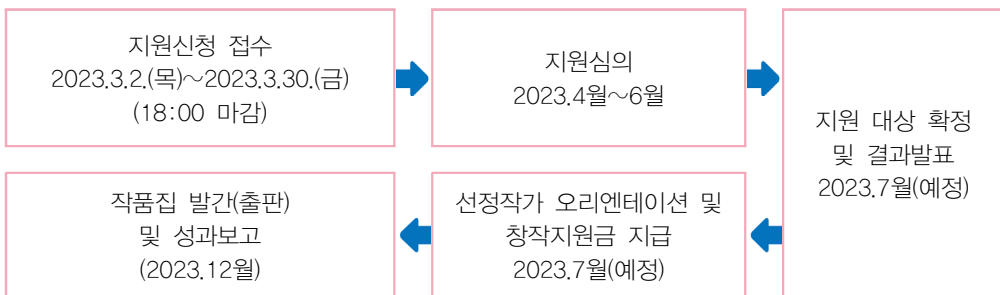 지원신청 접수
2023.3.2.(목)~2023.3.30.(금)
(18:00 마감)
지원심의
2023.4월~6월
지원 대상 확정
및 결과발표
2023.7월(예정)
선정작가 오리엔테이션 및
창작지원금 지급
2023.7월(예정)
작품집 발간(출판)
및 성과보고
(2023.12월)